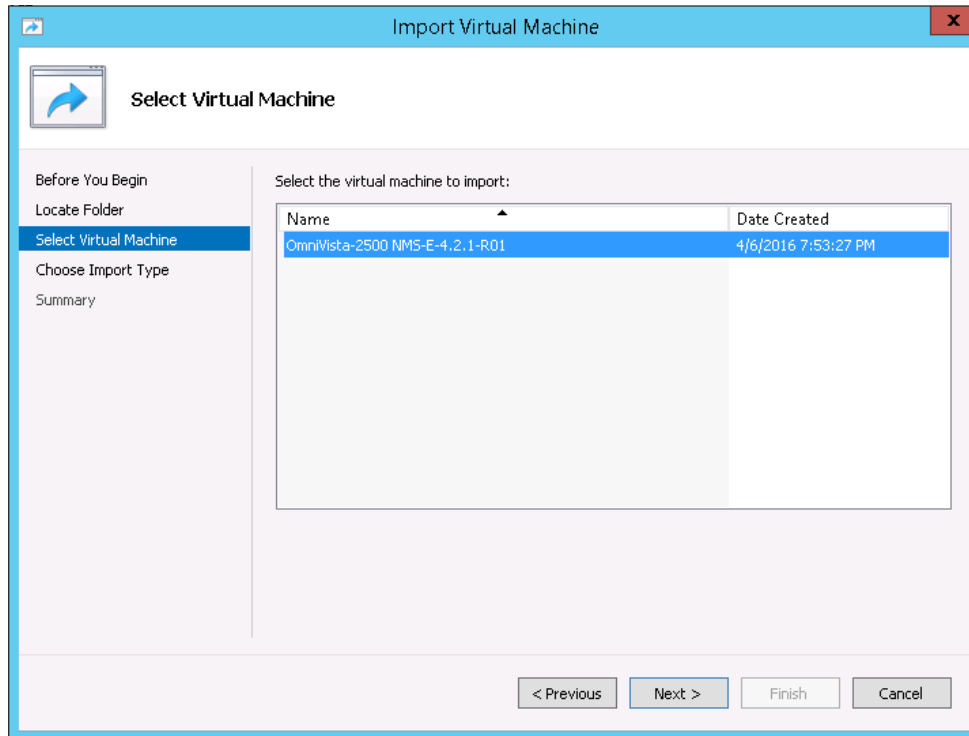 Import Virtual Machine
x
Select Virtual Machine
Before You Begin
Locate Folder
Select Virtual Machine
Choose Import Type
Summary
Select the virtual machine to import:
Name Date Created
OmniVista-2500 NMS-E-4.2.1-R01 4/6/2016 7:53:27 PM
< Previous Next > Finish Cancel